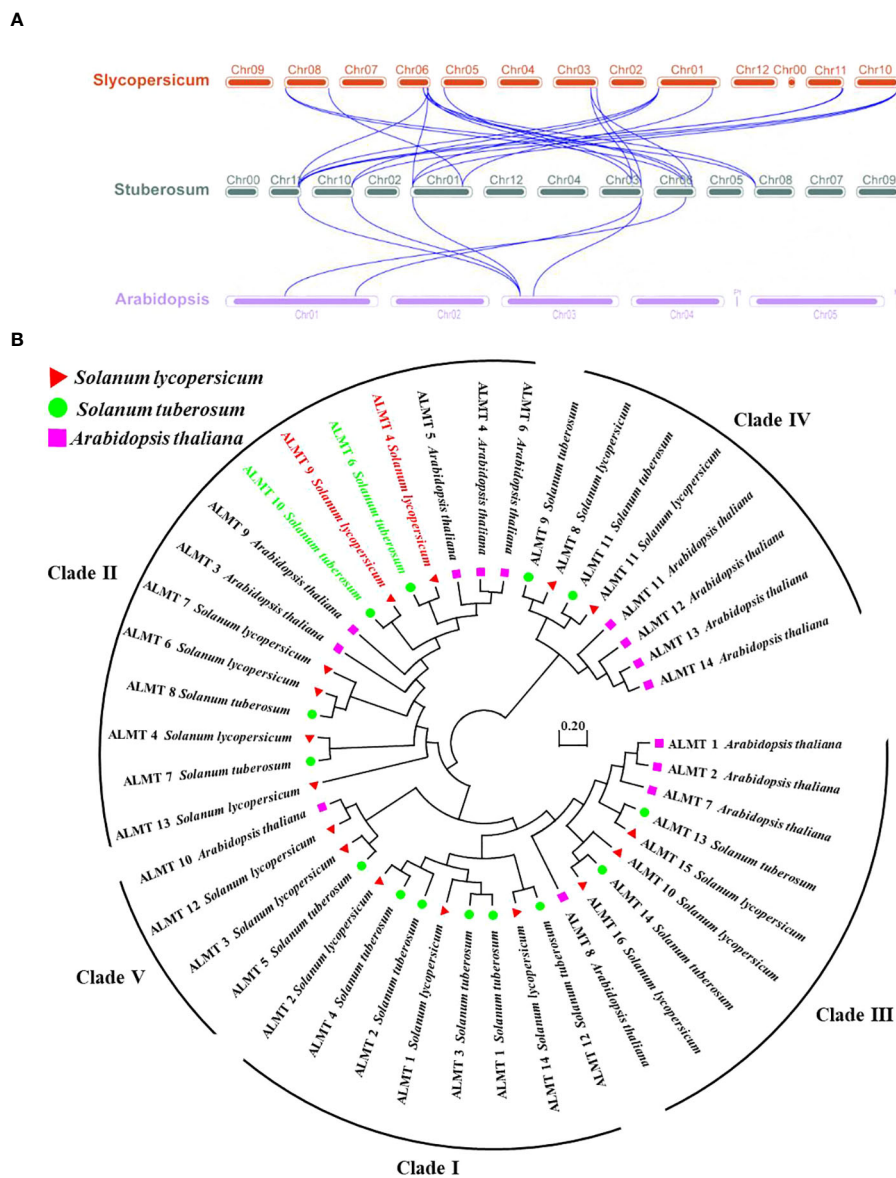 A
Chr09 Chr08 Chr07 Chr06 Chr05 Chr04 Chr03 Chr02 Chr01 Chr12 Chr00 Chr11 Chr10
Slycopersicum
Chr00 Chr11 Chr10 Chr02 Chr01 Chr12 Chr04 Chr03 Chr06 Chr05 Chr08 Chr07 Chr09
Stuberosum
Arabidopsis
Chr01 Chr02 Chr03 Chr04 Chr05
B
Solanum lycopersicum
Solanum tuberosum
Arabidopsis thaliana
Clade II
ALMT 10 Arabidopsis thaliana
ALMT 13 Solanum lycopersicum
ALMT 7 Solanum tuberosum
ALMT 4 Solanum lycopersicum
ALMT 8 Solanum tuberosum
ALMT 6 Solanum lycopersicum
ALMT 7 Solanum lycopersicum
ALMT 3 Arabidopsis thaliana
ALMT 9 Arabidopsis thaliana
ALMT 10 Solanum tuberosum
ALMT 9 Solanum lycopersicum
ALMT 6 Solanum tuberosum
ALMT 4 Solanum lycopersicum
ALMT 5 Arabidopsis thaliana
ALMT 4 Arabidopsis thaliana
ALMT 6 Arabidopsis thaliana
Clade IV
ALMT 9 Solanum tuberosum
ALMT 8 Solanum lycopersicum
ALMT 11 Solanum tuberosum
ALMT 11 Solanum lycopersicum
ALMT 11 Arabidopsis thaliana
ALMT 12 Arabidopsis thaliana
ALMT 13 Arabidopsis thaliana
ALMT 14 Arabidopsis thaliana
0.20
ALMT 1 Arabidopsis thaliana
ALMT 2 Arabidopsis thaliana
ALMT 7 Arabidopsis thaliana
ALMT 13 Solanum tuberosum
ALMT 15 Solanum lycopersicum
ALMT 10 Solanum lycopersicum
ALMT 14 Solanum tuberosum
ALMT 16 Solanum lycopersicum
ALMT 8 Arabidopsis thaliana
Clade III
ALMT 12 Solanum tuberosum
ALMT 14 Solanum lycopersicum
ALMT 1 Solanum tuberosum
ALMT 3 Solanum tuberosum
ALMT 1 Solanum lycopersicum
ALMT 2 Solanum tuberosum
ALMT 4 Solanum tuberosum
ALMT 2 Solanum lycopersicum
Clade I
ALMT 5 Solanum tuberosum
ALMT 3 Solanum lycopersicum
ALMT 12 Solanum lycopersicum
Clade V